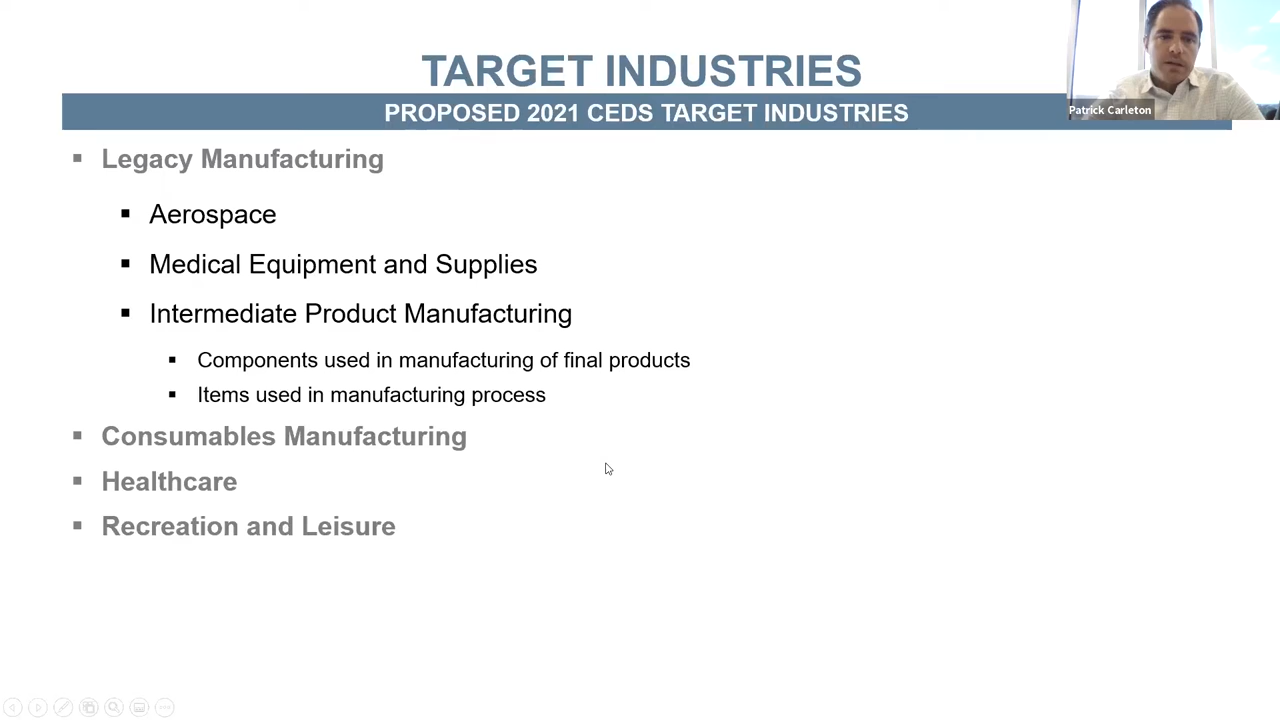 TARGET INDUSTRIES
PROPOSED 2021 CEDS TARGET INDUSTRIES
Patrick Carleton
Legacy Manufacturing
Aerospace
Medical Equipment and Supplies
Intermediate Product Manufacturing
Components used in manufacturing of final products
Items used in manufacturing process
Consumables Manufacturing
Healthcare
Recreation and Leisure